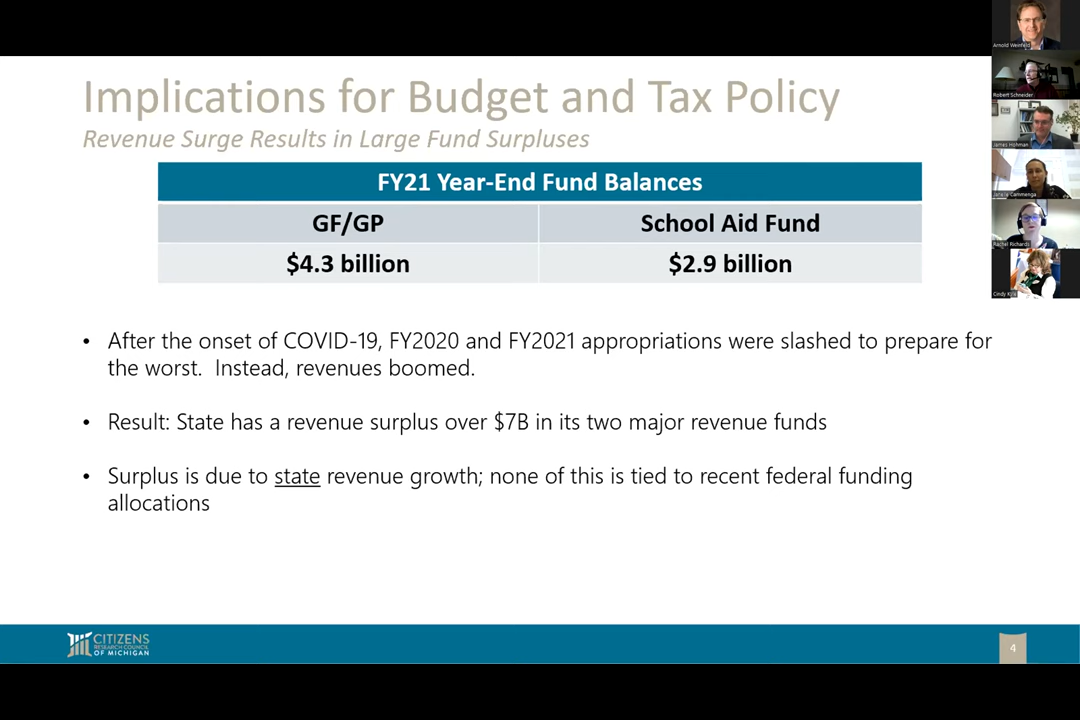 Implications for Budget and Tax Policy
Revenue Surge Results in Large Fund Surpluses
FY21 Year-End Fund Balances
GF/GP
School Aid Fund
$4.3 billion
$2.9 billion
• After the onset of COVID-19, FY2020 and FY2021 appropriations were slashed to prepare for
the worst. Instead, revenues boomed.
• Result: State has a revenue surplus over $7B in its two major revenue funds
• Surplus is due to state revenue growth; none of this is tied to recent federal funding
allocations
CITIZENS
RESEARCH COUNCIL
OF MICHIGAN
4
Arnold Weinfeld
Robert Schneider
James Hohman
Cammenga
Rachel Richards
Cindy